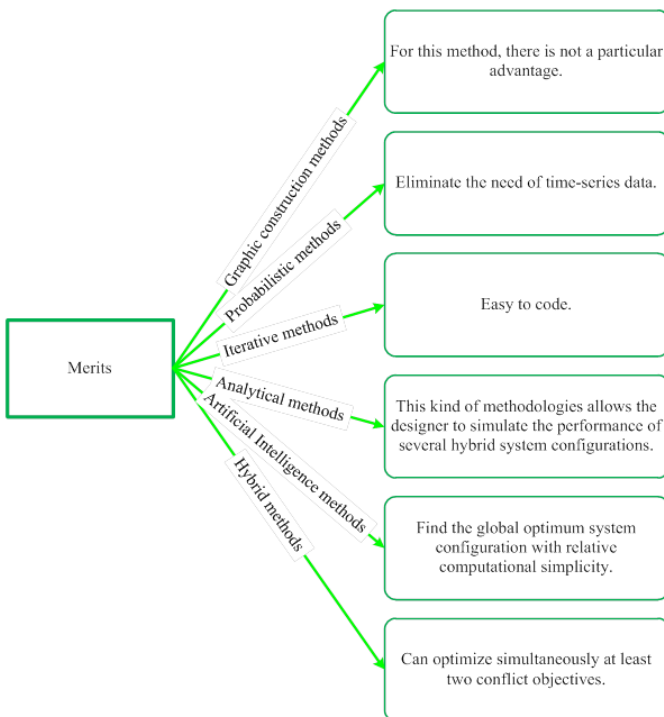 For this method, there is not a particular
advantage.
Graphic construction methods
Eliminate the need of time-series data.
Probabilistic methods
Easy to code.
Iterative methods
Merits
Analytical methods
This kind of methodologies allows the
designer to simulate the performance of
several hybrid system configurations.
Artificial Intelligence methods
Find the global optimum system
configuration with relative
computational simplicity.
Hybrid methods
Can optimize simultaneously at least
two conflict objectives.